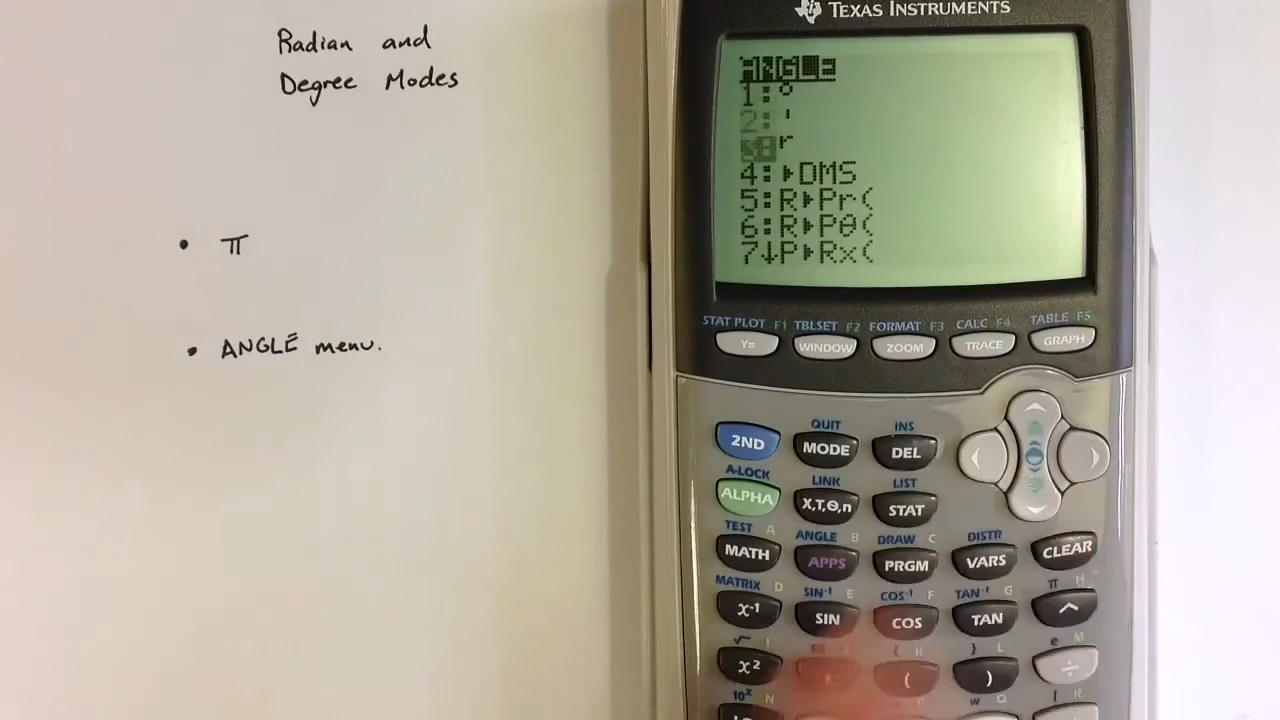 Radian and
Degree Modes
• π
• ANGLE menu.
TEXAS INSTRUMENTS
ANGLE
1:°
2:'
3:r
4:▸DMS
5:R▸Pr(
6:R▸Pθ(
7↓P▸Rx(
STAT PLOT F1 TBLSET F2 FORMAT F3 CALC F4 TABLE F5
Y= WINDOW ZOOM TRACE GRAPH
QUIT INS
2ND MODE DEL
A-LOCK LINK LIST
ALPHA X,T,Θ,n STAT
TEST A ANGLE B DRAW C DISTR
MATH APPS PRGM VARS CLEAR
MATRIX D SIN⁻¹ E COS⁻¹ F TAN⁻¹ G π H
x⁻¹ SIN COS TAN ^
√ I { K } L e M
x² , ( ) ÷
10ˣ N w Q [ R